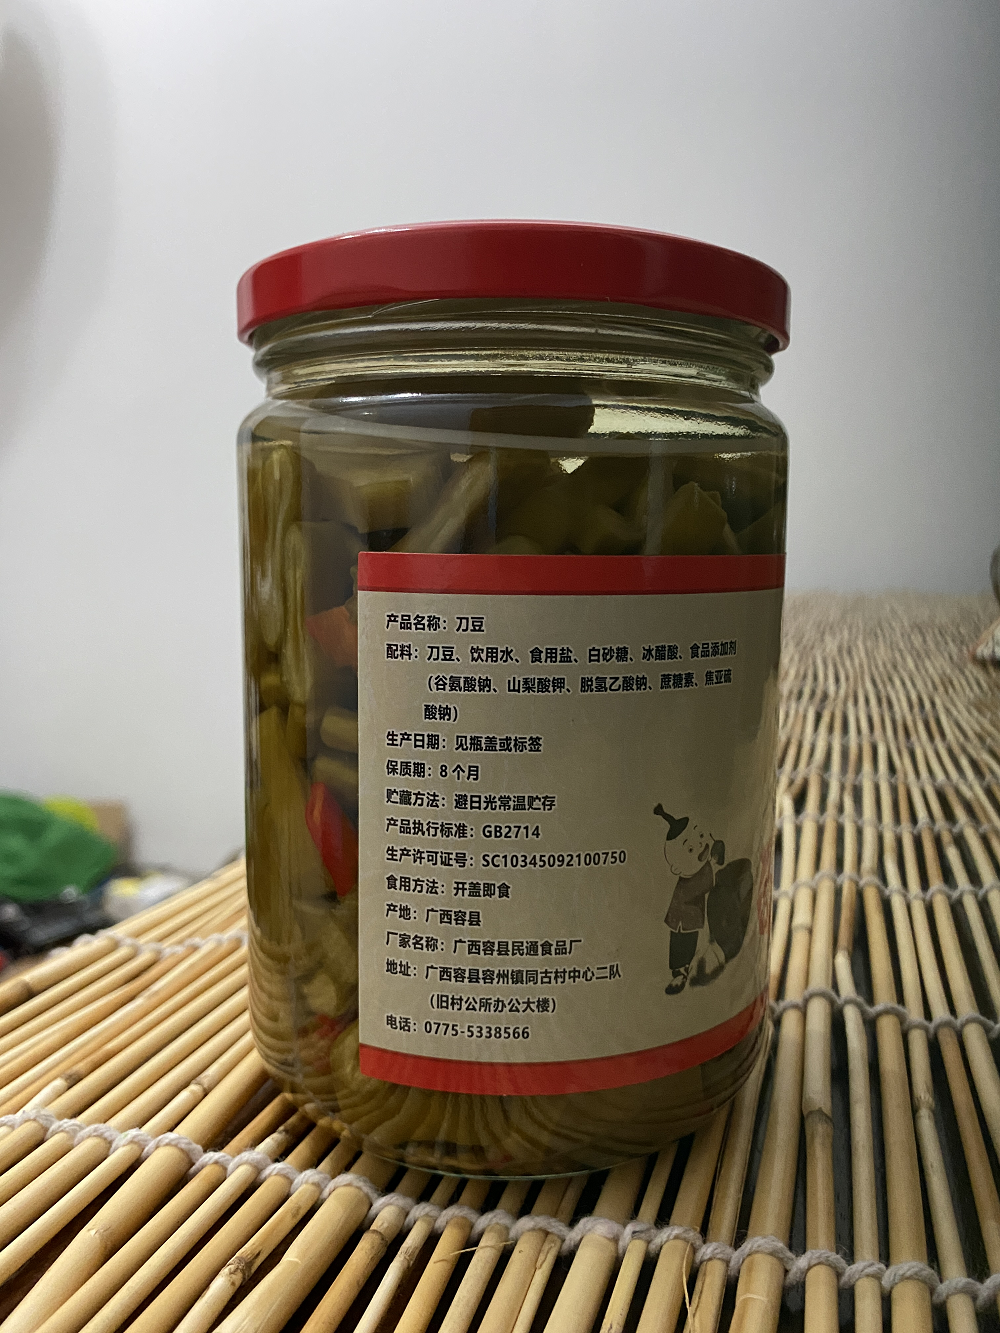 产品名称：刀豆
配料：刀豆、饮用水、食用盐、白砂糖、冰醋酸、食品添加剂
（谷氨酸钠、山梨酸钾、脱氢乙酸钠、蔗糖素、焦亚硫
酸钠）
生产日期：见瓶盖或标签
保质期：8个月
贮藏方法：避日光常温贮存
产品执行标准：GB2714
生产许可证号：SC10345092100750
食用方法：开盖即食
产地：广西容县
厂家名称：广西容县民通食品厂
地址：广西容县容州镇同古村中心二队
（旧村公所办公大楼）
电话：0775-5338566